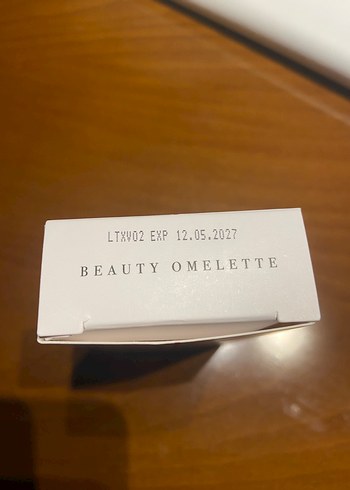 LTXV02 EXP 12.05.2027
BEAUTY OMELETTE